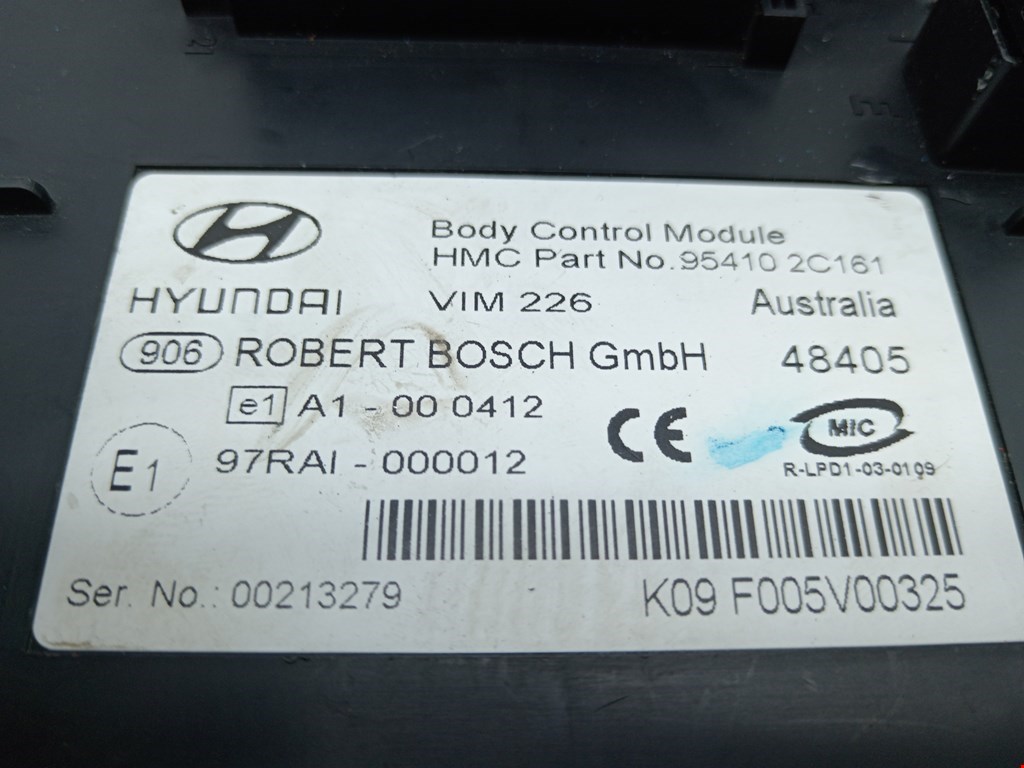 Body Control Module
HMC Part No.95410 2C161
HYUNDAI VIM 226 Australia
906 ROBERT BOSCH GmbH 48405
e1 A1 - 00 0412
CE MIC
E1 97RAI - 000012
R-LPD1-03-0109
Ser. No.: 00213279 K09 F005V00325